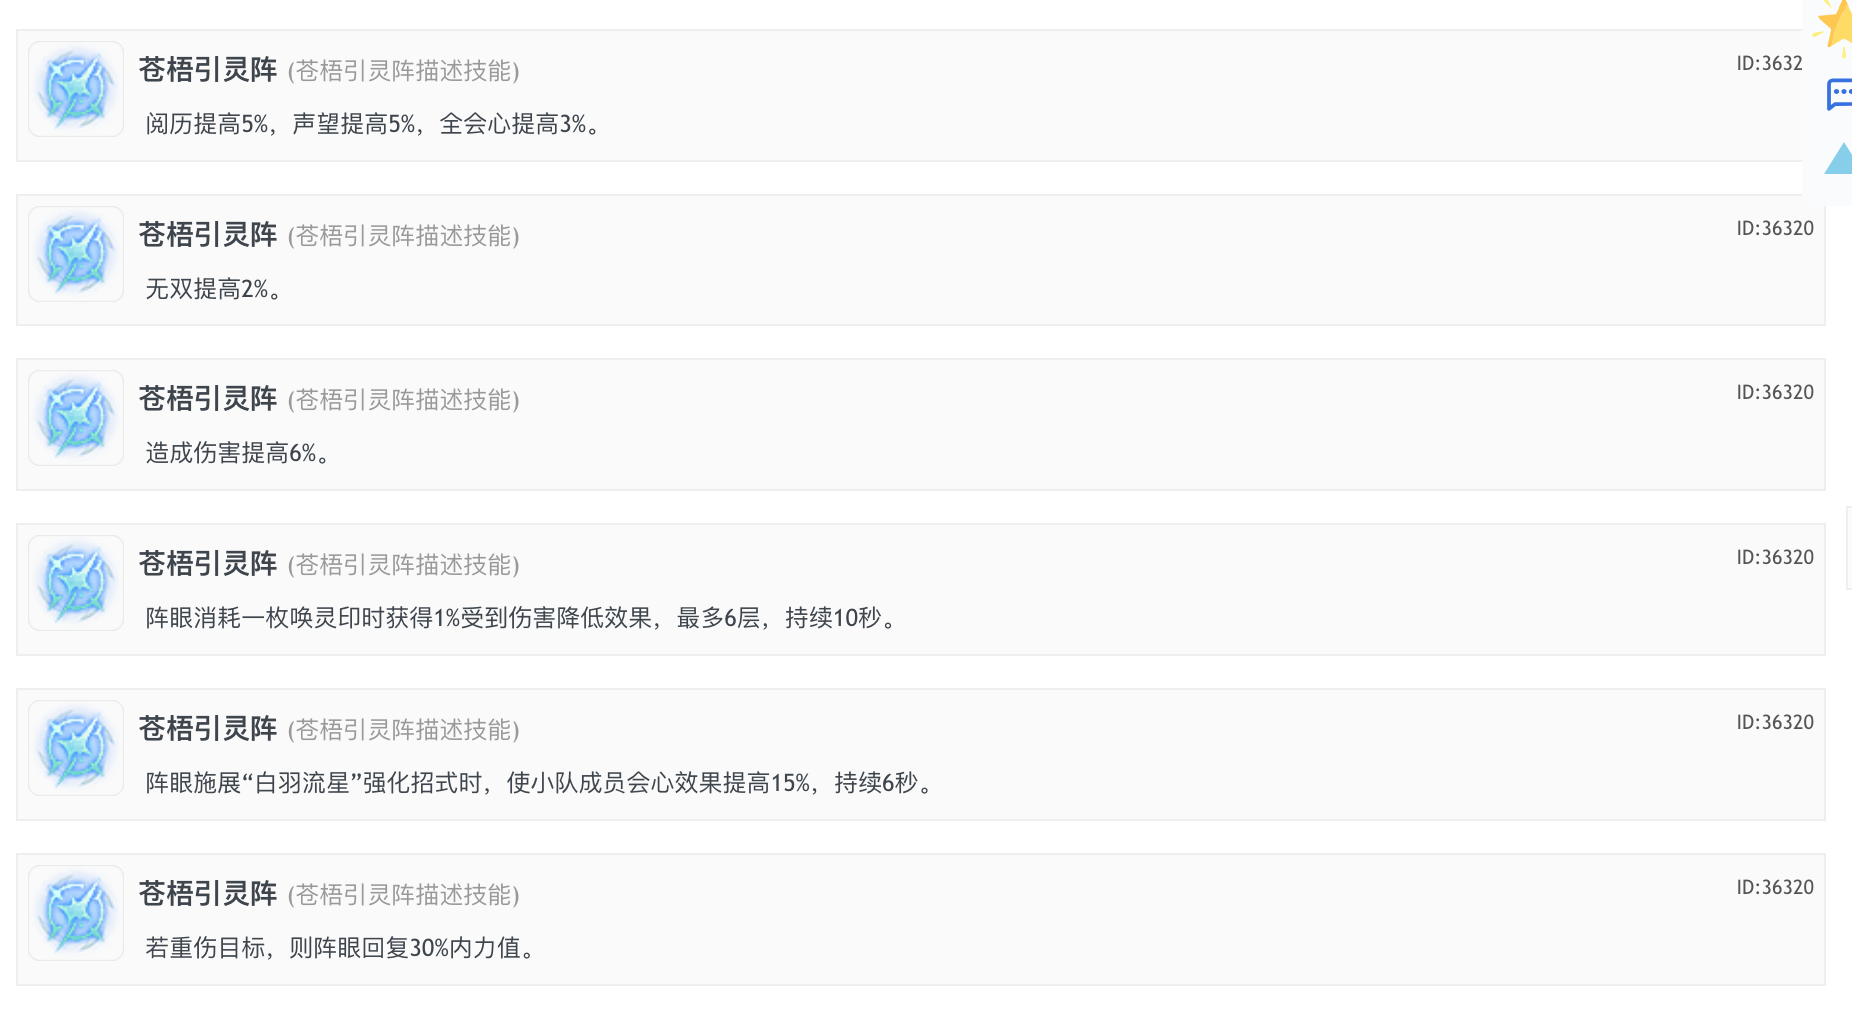 苍梧引灵阵 (苍梧引灵阵描述技能) ID:3632
阅历提高5%，声望提高5%，全会心提高3%。
苍梧引灵阵 (苍梧引灵阵描述技能) ID:36320
无双提高2%。
苍梧引灵阵 (苍梧引灵阵描述技能) ID:36320
造成伤害提高6%。
苍梧引灵阵 (苍梧引灵阵描述技能) ID:36320
阵眼消耗一枚唤灵印时获得1%受到伤害降低效果，最多6层，持续10秒。
苍梧引灵阵 (苍梧引灵阵描述技能) ID:36320
阵眼施展“白羽流星”强化招式时，使小队成员会心效果提高15%，持续6秒。
苍梧引灵阵 (苍梧引灵阵描述技能) ID:36320
若重伤目标，则阵眼回复30%内力值。